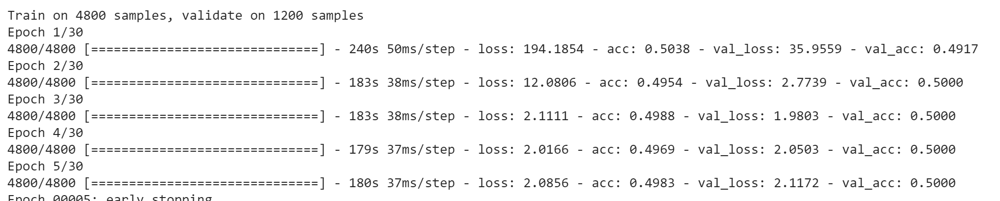 Train on 4800 samples, validate on 1200 samples
Epoch 1/30
4800/4800 [==============================] - 240s 50ms/step - loss: 194.1854 - acc: 0.5038 - val_loss: 35.9559 - val_acc: 0.4917
Epoch 2/30
4800/4800 [==============================] - 183s 38ms/step - loss: 12.0806 - acc: 0.4954 - val_loss: 2.7739 - val_acc: 0.5000
Epoch 3/30
4800/4800 [==============================] - 183s 38ms/step - loss: 2.1111 - acc: 0.4988 - val_loss: 1.9803 - val_acc: 0.5000
Epoch 4/30
4800/4800 [==============================] - 179s 37ms/step - loss: 2.0166 - acc: 0.4969 - val_loss: 2.0503 - val_acc: 0.5000
Epoch 5/30
4800/4800 [==============================] - 180s 37ms/step - loss: 2.0856 - acc: 0.4983 - val_loss: 2.1172 - val_acc: 0.5000
Epoch 00005: early stopping